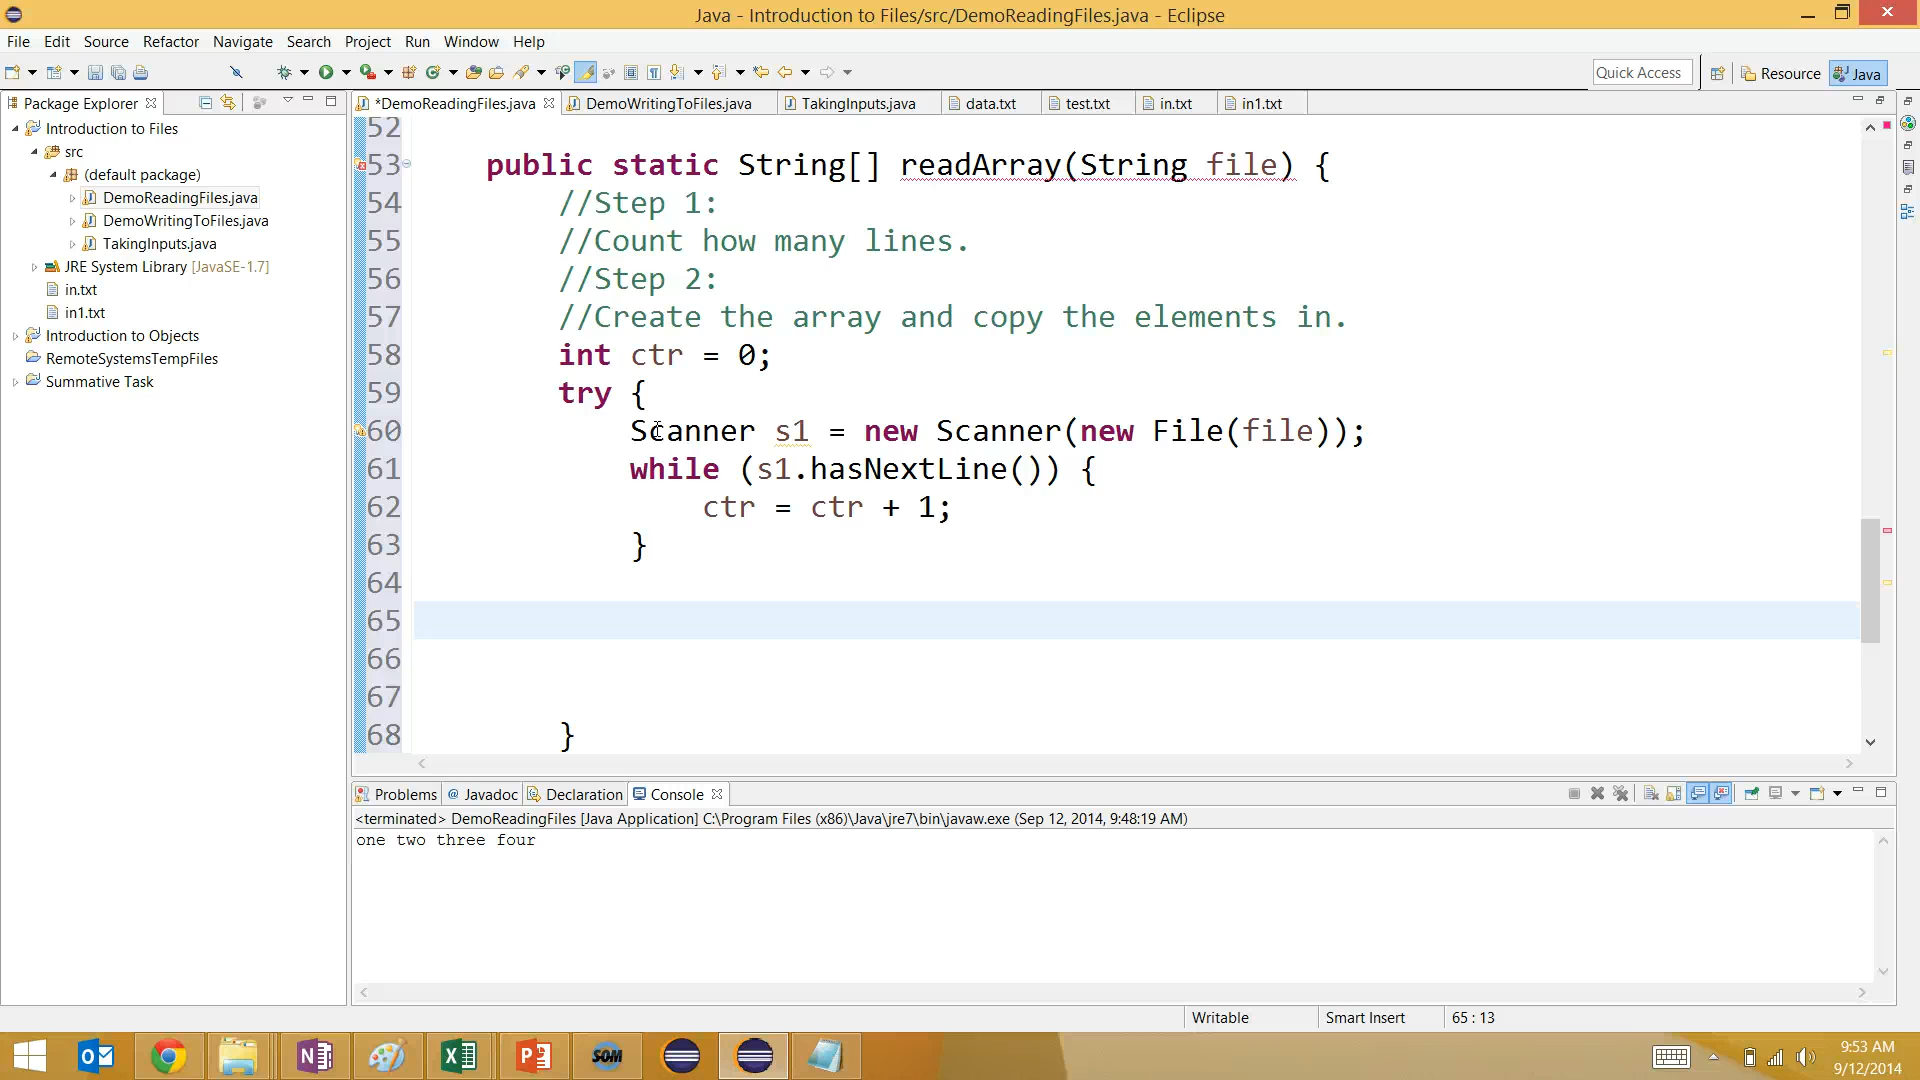 Java - Introduction to Files/src/DemoReadingFiles.java - Eclipse
File Edit Source Refactor Navigate Search Project Run Window Help
Quick Access Resource Java
Package Explorer
Introduction to Files
src
(default package)
DemoReadingFiles.java
DemoWritingToFiles.java
TakingInputs.java
JRE System Library [JavaSE-1.7]
in.txt
in1.txt
Introduction to Objects
RemoteSystemsTempFiles
Summative Task
*DemoReadingFiles.java DemoWritingToFiles.java TakingInputs.java data.txt test.txt in.txt in1.txt
52
53 public static String[] readArray(String file) {
54 //Step 1:
55 //Count how many lines.
56 //Step 2:
57 //Create the array and copy the elements in.
58 int ctr = 0;
59 try {
60 Scanner s1 = new Scanner(new File(file));
61 while (s1.hasNextLine()) {
62 ctr = ctr + 1;
63 }
64
65
66
67
68 }
Problems @ Javadoc Declaration Console
<terminated> DemoReadingFiles [Java Application] C:\Program Files (x86)\Java\jre7\bin\javaw.exe (Sep 12, 2014, 9:48:19 AM)
one two three four
Writable Smart Insert 65 : 13
SOM
9:53 AM
9/12/2014